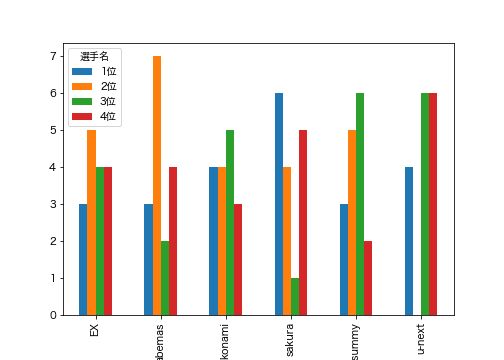 選手名
1位
2位
3位
4位
7
6
5
4
3
2
1
0
EX
abemas
konami
sakura
summy
u-next